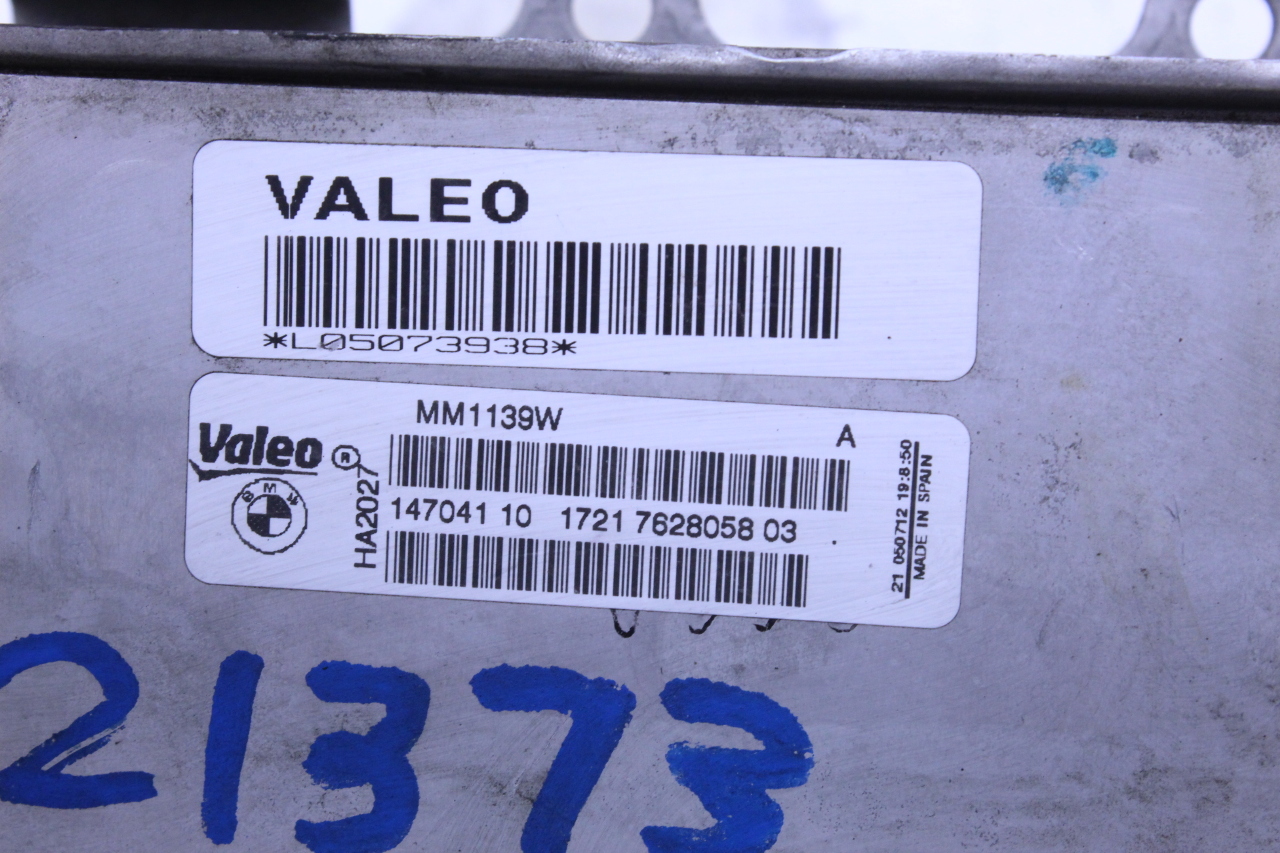 VALEO
*L05073938*
MM1139W
A
Valeo ®
BMW
HA2027
147041 10 1721 7628058 03
21 050712 19:8:50
MADE IN SPAIN
21373